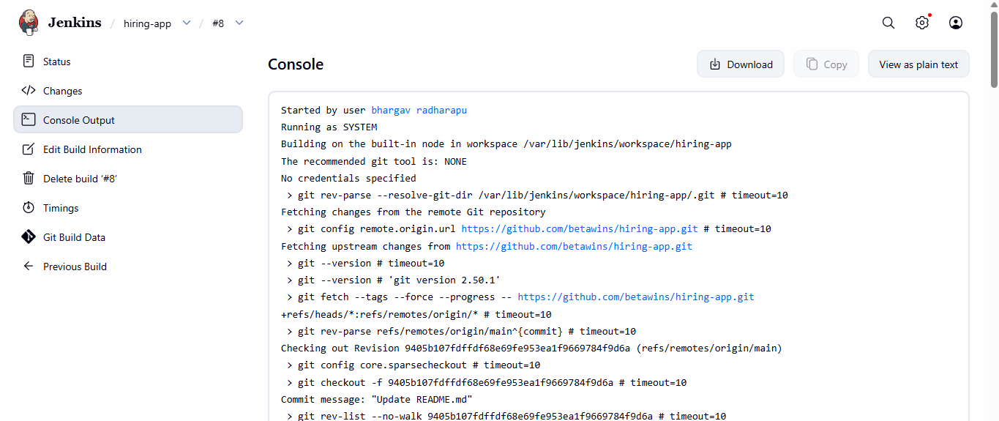 Jenkins / hiring-app / #8
Status
Changes
Console Output
Edit Build Information
Delete build ‘#8’
Timings
Git Build Data
Previous Build
Console
Download
Copy
View as plain text
Started by user bhargav radharapu
Running as SYSTEM
Building on the built-in node in workspace /var/lib/jenkins/workspace/hiring-app
The recommended git tool is: NONE
No credentials specified
> git rev-parse --resolve-git-dir /var/lib/jenkins/workspace/hiring-app/.git # timeout=10
Fetching changes from the remote Git repository
> git config remote.origin.url https://github.com/betawins/hiring-app.git # timeout=10
Fetching upstream changes from https://github.com/betawins/hiring-app.git
> git --version # timeout=10
> git --version # 'git version 2.50.1'
> git fetch --tags --force --progress -- https://github.com/betawins/hiring-app.git
+refs/heads/*:refs/remotes/origin/* # timeout=10
> git rev-parse refs/remotes/origin/main^{commit} # timeout=10
Checking out Revision 9405b107fdffdf68e69fe953ea1f9669784f9d6a (refs/remotes/origin/main)
> git config core.sparsecheckout # timeout=10
> git checkout -f 9405b107fdffdf68e69fe953ea1f9669784f9d6a # timeout=10
Commit message: "Update README.md"
> git rev-list --no-walk 9405b107fdffdf68e69fe953ea1f9669784f9d6a # timeout=10